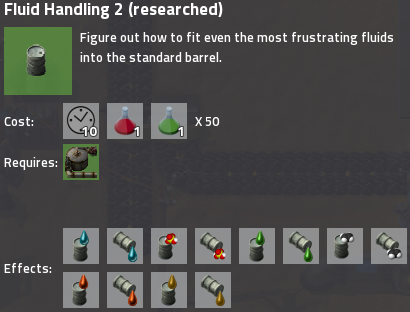 Fluid Handling 2 (researched)
Figure out how to fit even the most frustrating fluids
into the standard barrel.
Cost: 10 1 1 X 50
Requires:
Effects: